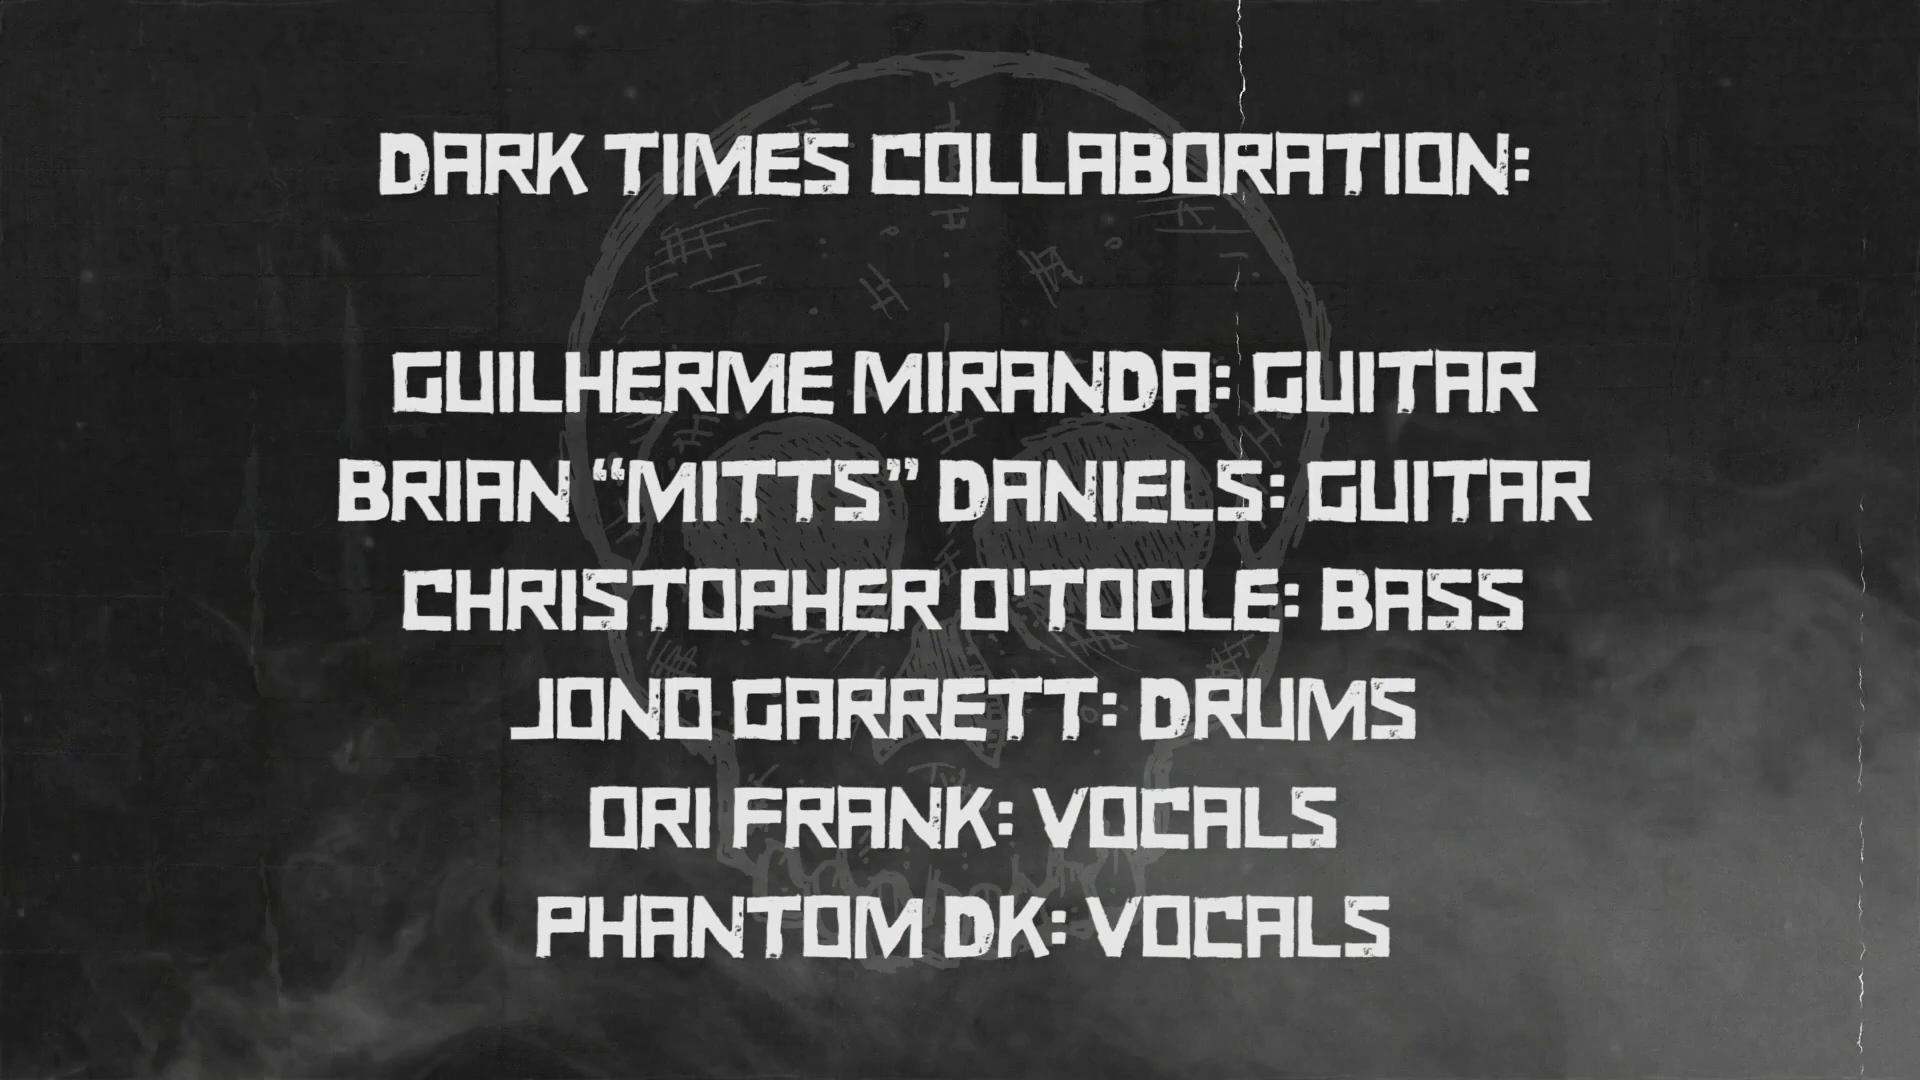 DARK TIMES COLLABORATION:
GUILHERME MIRANDA: GUITAR
BRIAN “MITTS” DANIELS: GUITAR
CHRISTOPHER O'TOOLE: BASS
JONO GARRETT: DRUMS
ORI FRANK: VOCALS
PHANTOM DK: VOCALS